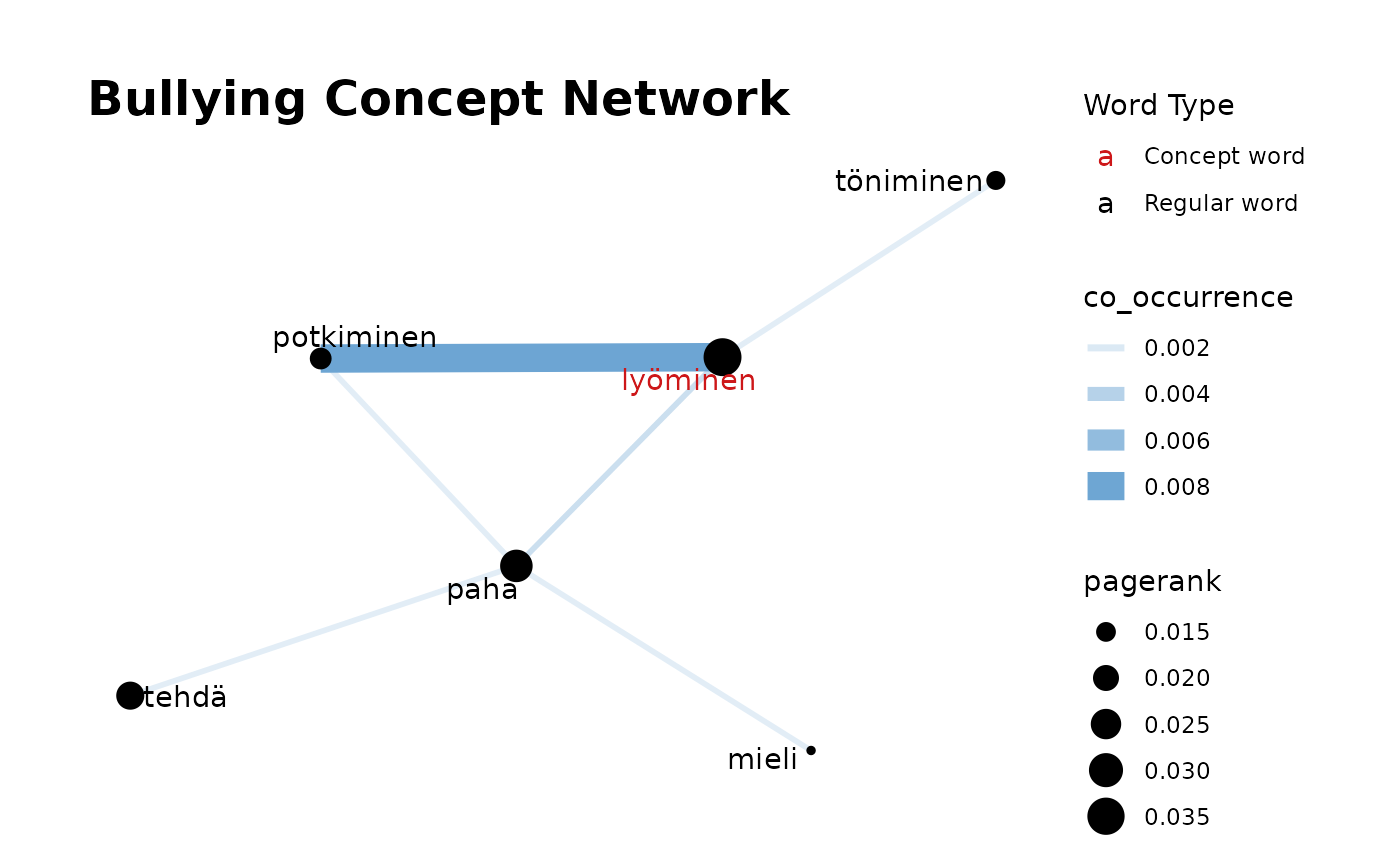 Bullying Concept Network
töniminen
potkiminen
lyöminen
paha
tehdä
mieli
Word Type
a Concept word
a Regular word
co_occurrence
0.002
0.004
0.006
0.008
pagerank
0.015
0.020
0.025
0.030
0.035